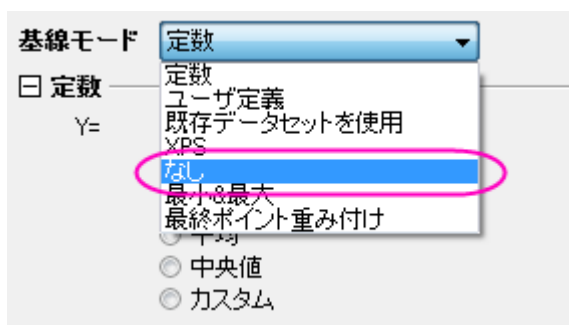 基線モード 定数
定数
定数
ユーザ定義
Y= 既存データセットを使用
XPS
なし
最小&最大
最終ポイント重み付け
平均
中央値
カスタム